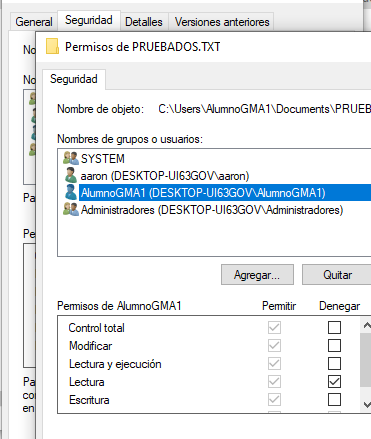 General Seguridad Detalles Versiones anteriores
Permisos de PRUEBADOS.TXT
Seguridad
Nombre de objeto: C:\Users\AlumnoGMA1\Documents\PRUEBA
Nombres de grupos o usuarios:
SYSTEM
aaron (DESKTOP-UI63GOV\aaron)
AlumnoGMA1 (DESKTOP-UI63GOV\AlumnoGMA1)
Administradores (DESKTOP-UI63GOV\Administradores)
Agregar... Quitar
Permisos de AlumnoGMA1 Permitir Denegar
Control total
Modificar
Lectura y ejecución
Lectura
Escritura
No
No
Pa
Pe
Pa
co
en